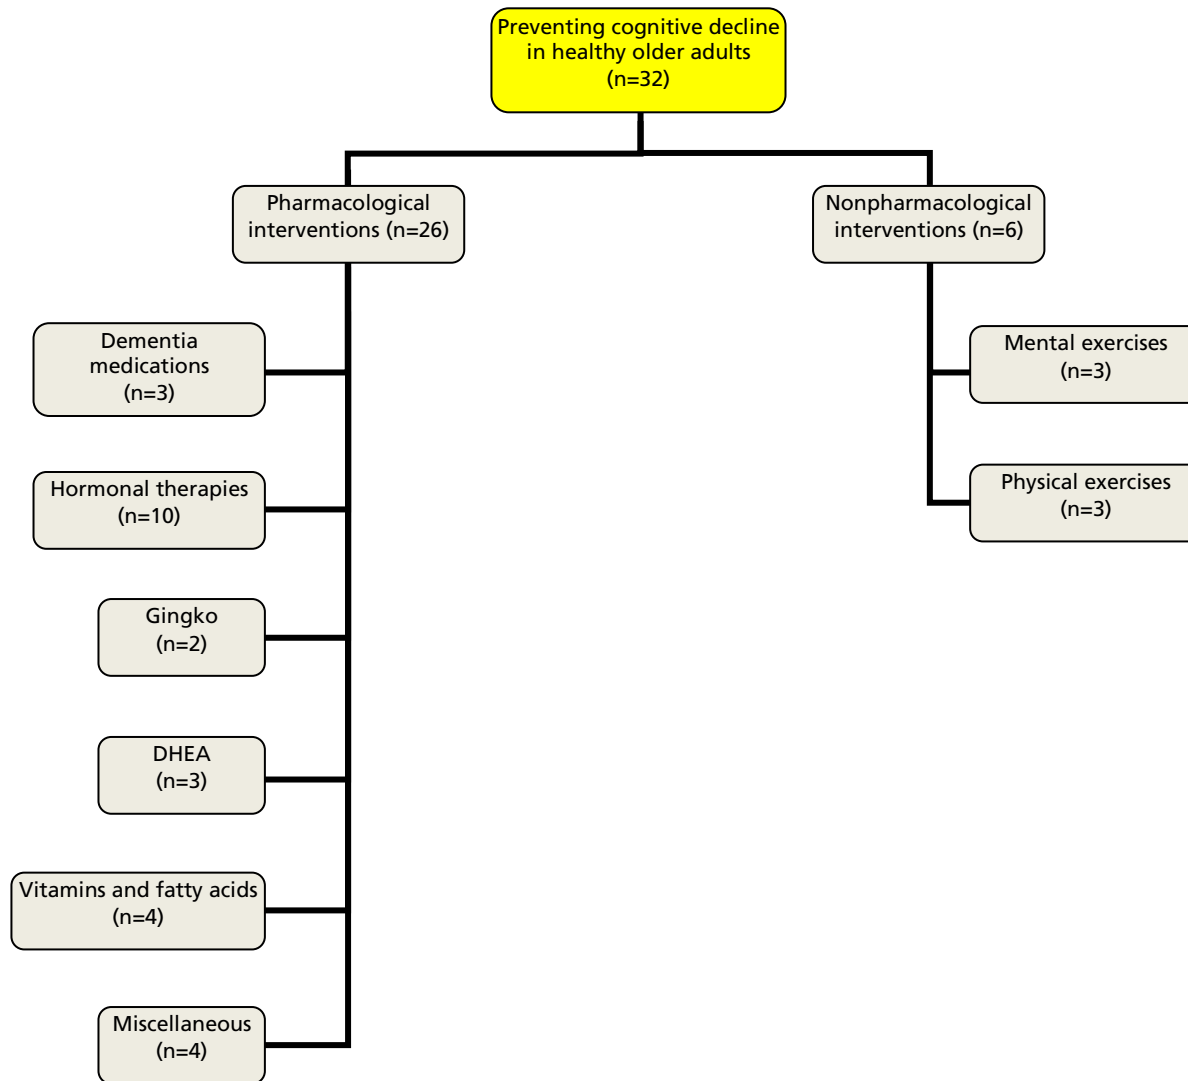 Preventing cognitive decline
in healthy older adults
(n=32)
Pharmacological
interventions (n=26)
Nonpharmacological
interventions (n=6)
Dementia
medications
(n=3)
Hormonal therapies
(n=10)
Gingko
(n=2)
DHEA
(n=3)
Vitamins and fatty acids
(n=4)
Miscellaneous
(n=4)
Mental exercises
(n=3)
Physical exercises
(n=3)